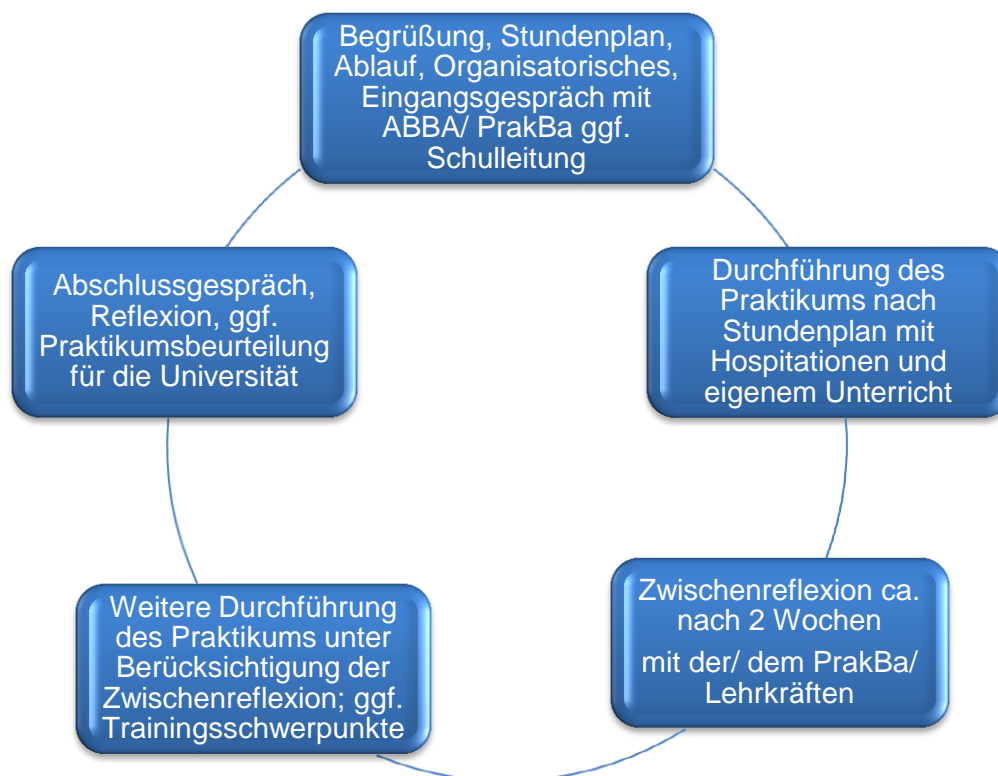 Begrüßung, Stundenplan,
Ablauf, Organisatorisches,
Eingangsgespräch mit
ABBA/ PrakBa ggf.
Schulleitung
Durchführung des
Praktikums nach
Stundenplan mit
Hospitationen und
eigenem Unterricht
Zwischenreflexion ca.
nach 2 Wochen
mit der/ dem PrakBa/
Lehrkräften
Weitere Durchführung
des Praktikums unter
Berücksichtigung der
Zwischenreflexion; ggf.
Trainingsschwerpunkte
Abschlussgespräch,
Reflexion, ggf.
Praktikumsbeurteilung
für die Universität